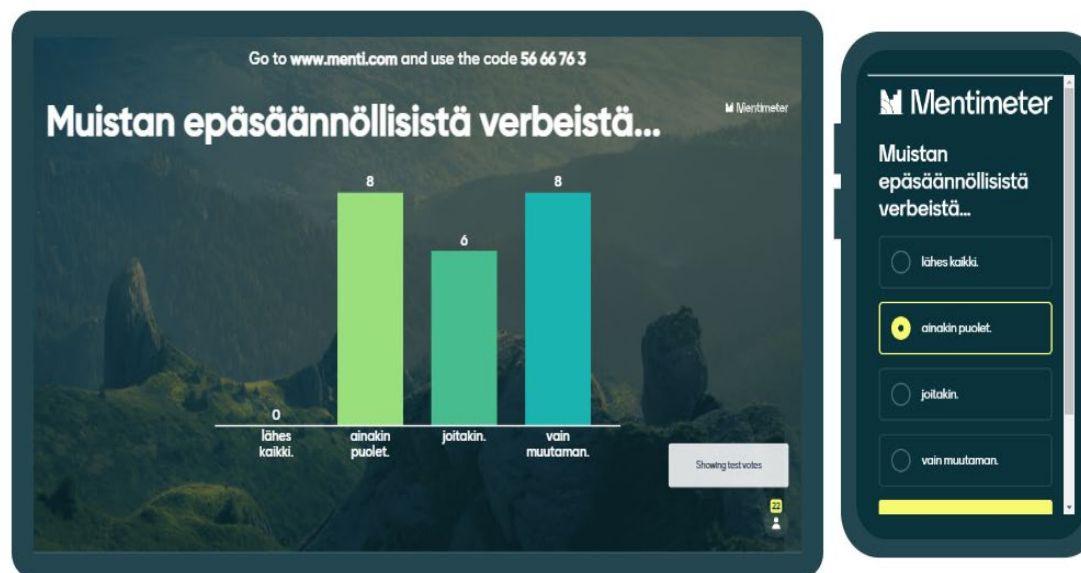 Go to www.menti.com and use the code 56 66 76 3
Mentimeter
Muistan epäsäännöllisistä verbeistä...
8
8
6
0
lähes
kaikki.
ainakin
puolet.
joitakin.
vain
muutaman.
Showing test votes
22
Mentimeter
Muistan
epäsäännöllisistä
verbeistä...
lähes kaikki.
ainakin puolet.
joitakin.
vain muutaman.